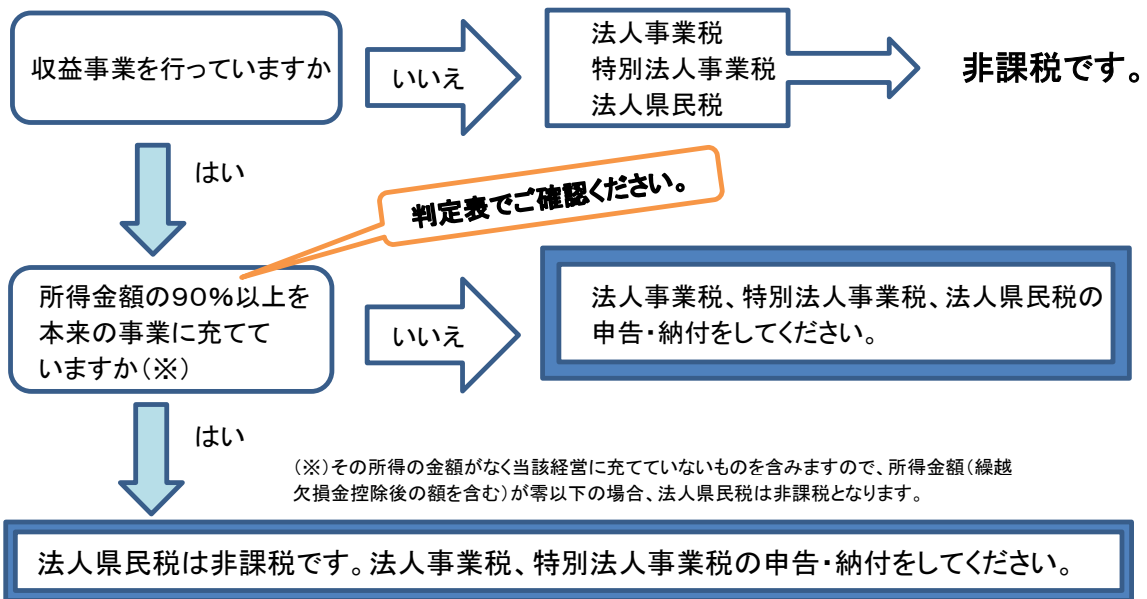 収益事業を行っていますか
いいえ
法人事業税
特別法人事業税
法人県民税
非課税です。
はい
判定表でご確認ください。
所得金額の90%以上を
本来の事業に充てて
いますか(※)
いいえ
法人事業税、特別法人事業税、法人県民税の
申告・納付をしてください。
はい
(※)その所得の金額がなく当該経営に充てていないものを含みますので、所得金額(繰越
欠損金控除後の額を含む)が零以下の場合、法人県民税は非課税となります。
法人県民税は非課税です。法人事業税、特別法人事業税の申告・納付をしてください。